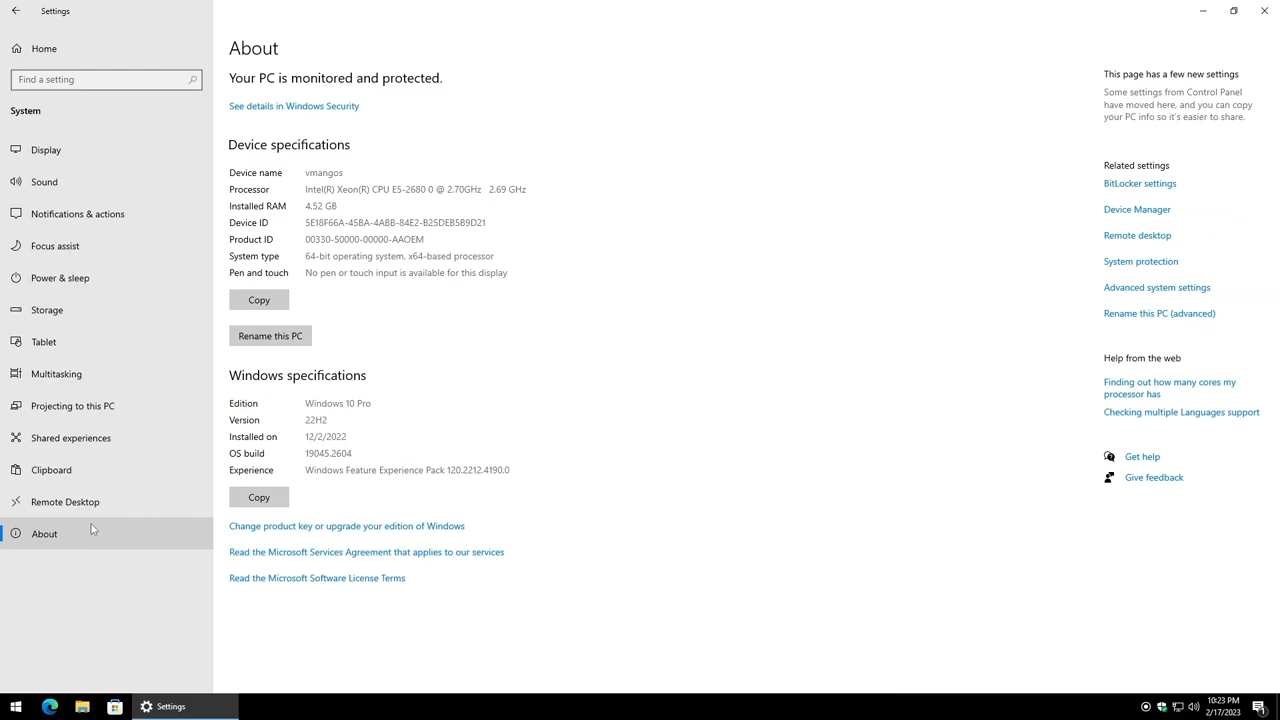 Settings
Home
Find a setting
System
Display
Sound
Notifications & actions
Focus assist
Power & sleep
Storage
Tablet
Multitasking
Projecting to this PC
Shared experiences
Clipboard
Remote Desktop
About
About
Your PC is monitored and protected.
See details in Windows Security
Device specifications
Device name vmangos
Processor Intel(R) Xeon(R) CPU E5-2680 0 @ 2.70GHz 2.69 GHz
Installed RAM 4.52 GB
Device ID 5E18F66A-45BA-4ABB-84E2-B25DEB5B9D21
Product ID 00330-50000-00000-AAOEM
System type 64-bit operating system, x64-based processor
Pen and touch No pen or touch input is available for this display
Copy
Rename this PC
Windows specifications
Edition Windows 10 Pro
Version 22H2
Installed on 12/2/2022
OS build 19045.2604
Experience Windows Feature Experience Pack 120.2212.4190.0
Copy
Change product key or upgrade your edition of Windows
Read the Microsoft Services Agreement that applies to our services
Read the Microsoft Software License Terms
This page has a few new settings
Some settings from Control Panel
have moved here, and you can copy
your PC info so it's easier to share.
Related settings
BitLocker settings
Device Manager
Remote desktop
System protection
Advanced system settings
Rename this PC (advanced)
Help from the web
Finding out how many cores my
processor has
Checking multiple Languages support
Get help
Give feedback
Settings
10:23 PM
2/17/2023
1